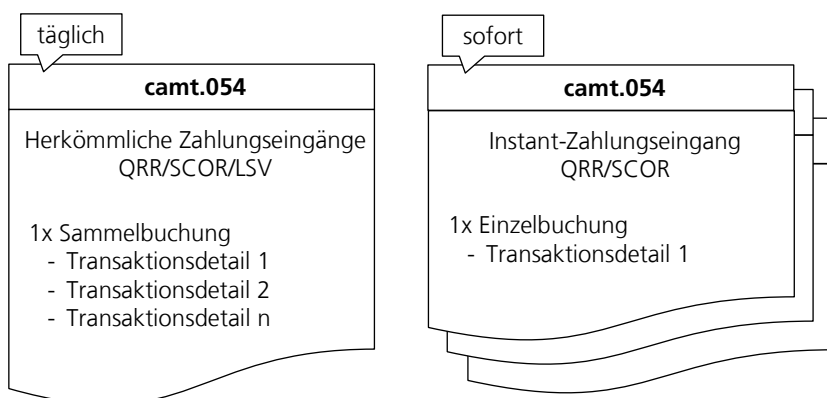 täglich
camt.054
Herkömmliche Zahlungseingänge
QRR/SCOR/LSV
1x Sammelbuchung
- Transaktionsdetail 1
- Transaktionsdetail 2
- Transaktionsdetail n
sofort
camt.054
Instant-Zahlungseingang
QRR/SCOR
1x Einzelbuchung
- Transaktionsdetail 1